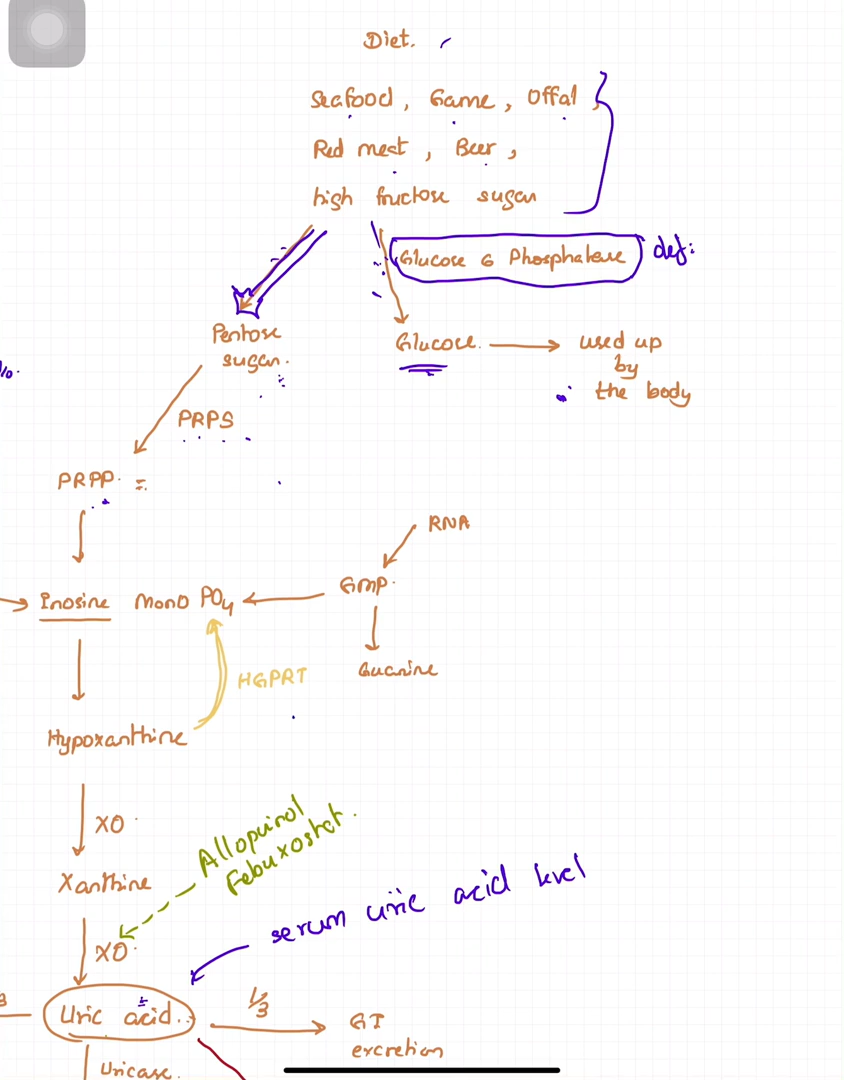 Diet.
Seafood, Game, Offal
Red meat, Beer,
high fructose sugar
Glucose 6 Phosphatase def:
Pentose
sugar.
Glucose. used up
by
the body
%.
PRPS
PRPP.
RNA
GMP.
Inosine Mono PO4
Guanine
HGPRT
Hypoxanthine
XO
Allopurinol
Febuxostat.
Xanthine
serum uric acid level
XO
Uric acid.
1/3
GI
excretion
Uricase.